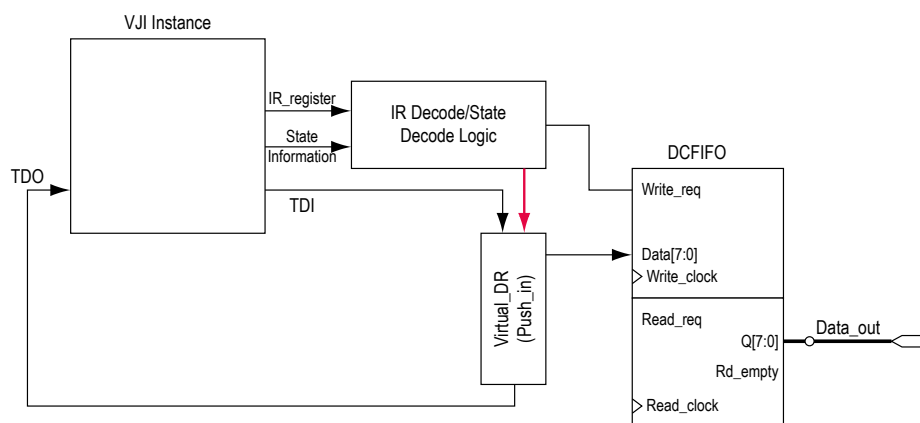 VJI Instance
IR_register
State
Information
IR Decode/State
Decode Logic
TDO
TDI
DCFIFO
Write_req
Data[7:0]
Write_clock
Virtual_DR
(Push_in)
Read_req
Q[7:0]
Data_out
Rd_empty
Read_clock